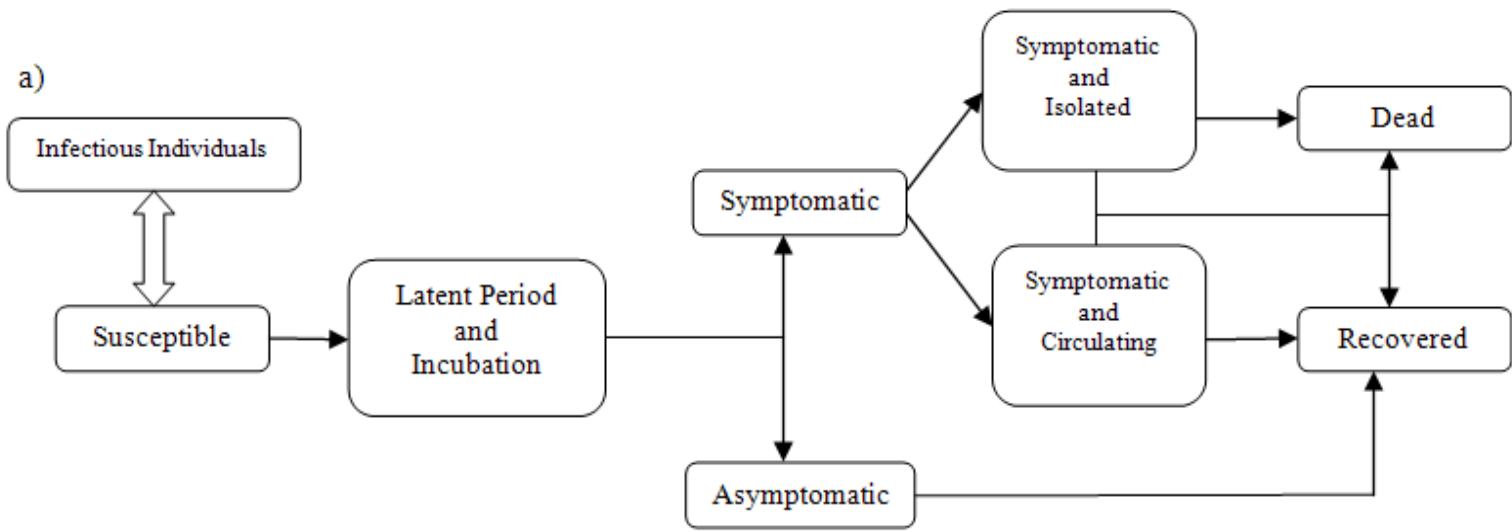 a)
Infectious Individuals
Susceptible
Latent Period
and
Incubation
Symptomatic
Asymptomatic
Symptomatic
and
Isolated
Symptomatic
and
Circulating
Dead
Recovered